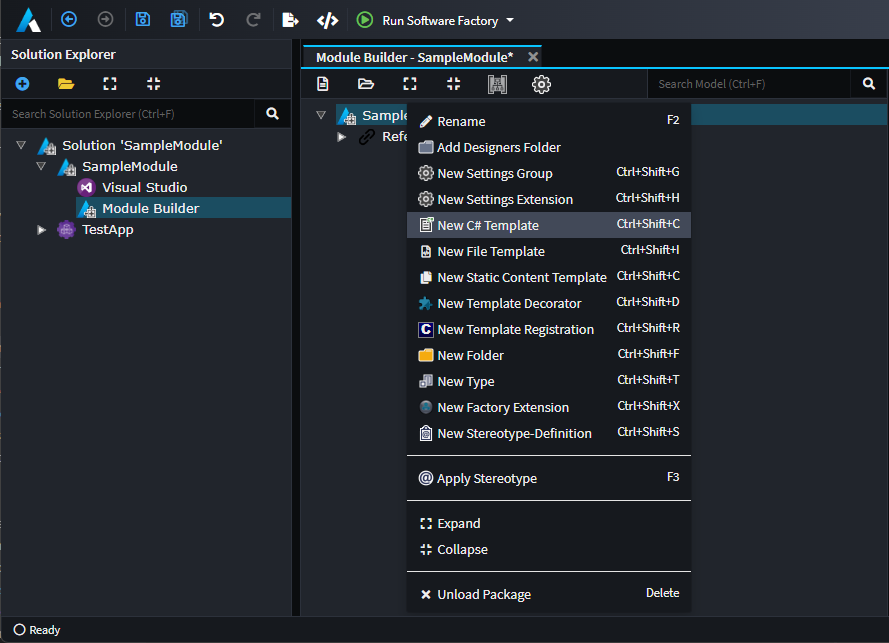 Run Software Factory
Solution Explorer
Module Builder - SampleModule*
Search Model (Ctrl+F)
Search Solution Explorer (Ctrl+F)
Solution 'SampleModule'
SampleModule
Visual Studio
Module Builder
TestApp
Sample
Refe
Rename F2
Add Designers Folder
New Settings Group Ctrl+Shift+G
New Settings Extension Ctrl+Shift+H
New C# Template Ctrl+Shift+C
New File Template Ctrl+Shift+I
New Static Content Template Ctrl+Shift+C
New Template Decorator Ctrl+Shift+D
New Template Registration Ctrl+Shift+R
New Folder Ctrl+Shift+F
New Type Ctrl+Shift+T
New Factory Extension Ctrl+Shift+X
New Stereotype-Definition Ctrl+Shift+S
Apply Stereotype F3
Expand
Collapse
Unload Package Delete
Ready